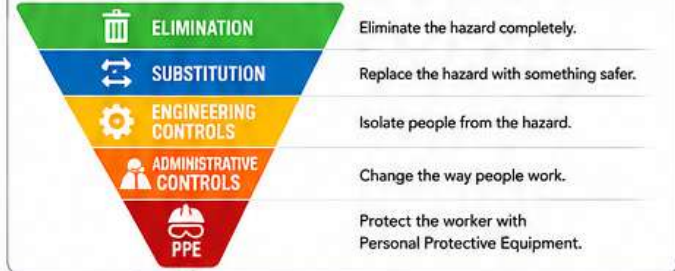 ELIMINATION
Eliminate the hazard completely.
SUBSTITUTION
Replace the hazard with something safer.
ENGINEERING
CONTROLS
Isolate people from the hazard.
ADMINISTRATIVE
CONTROLS
Change the way people work.
PPE
Protect the worker with
Personal Protective Equipment.